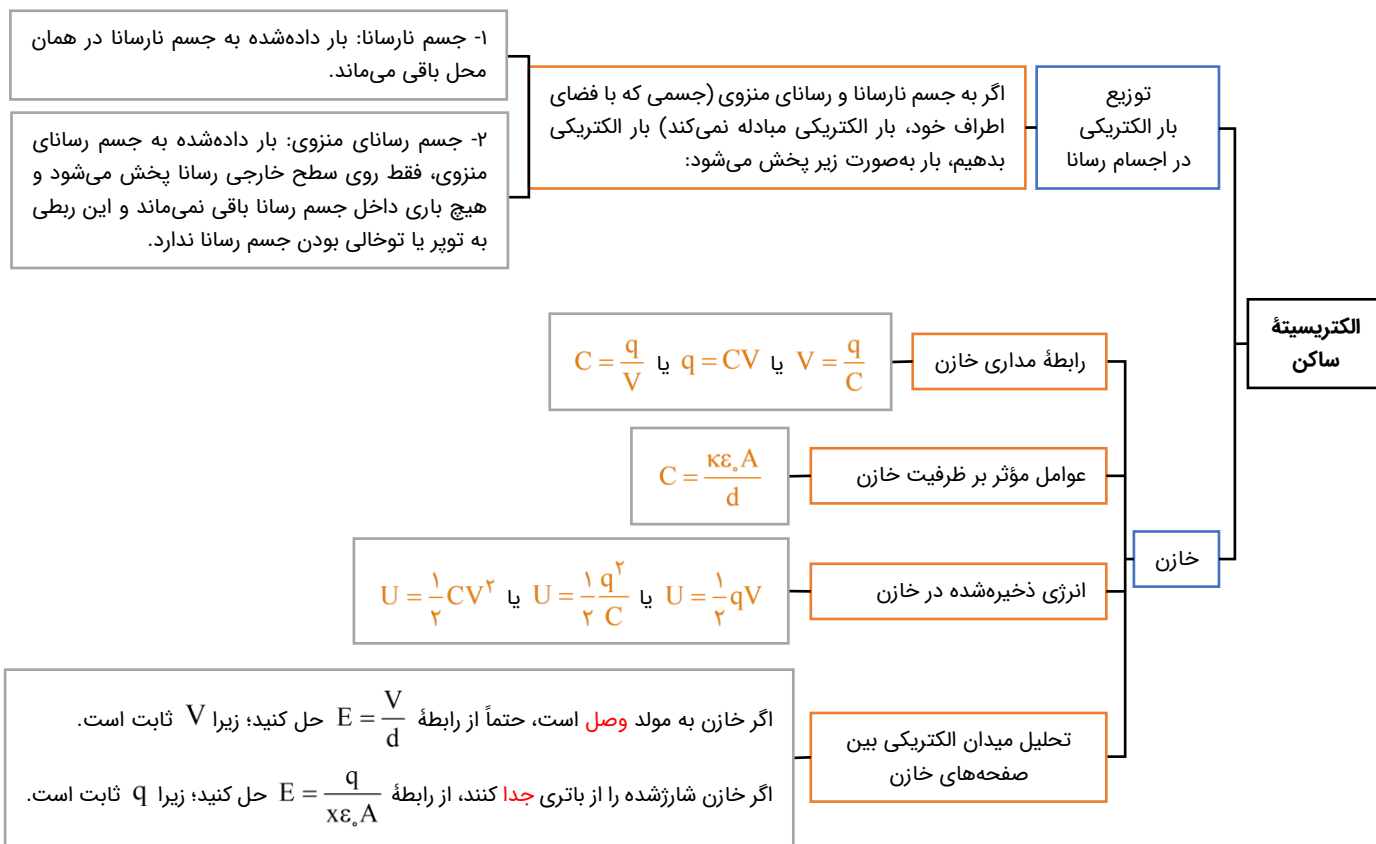 الکتریسیتهٔ
ساکن
توزیع
بار الکتریکی
در اجسام رسانا
اگر به جسم نارسانا و رسانای منزوی (جسمی که با فضای
اطراف خود، بار الکتریکی مبادله نمی‌کند) بار الکتریکی
بدهیم، بار به‌صورت زیر پخش می‌شود:
۱- جسم نارسانا: بار داده‌شده به جسم نارسانا در همان
محل باقی می‌ماند.
۲- جسم رسانای منزوی: بار داده‌شده به جسم رسانای
منزوی، فقط روی سطح خارجی رسانا پخش می‌شود و
هیچ باری داخل جسم رسانا باقی نمی‌ماند و این ربطی
به توپر یا توخالی بودن جسم رسانا ندارد.
خازن
رابطهٔ مداری خازن
V = q/C یا q = CV یا C = q/V
عوامل مؤثر بر ظرفیت خازن
C = κε˳A/d
انرژی ذخیره‌شده در خازن
U = ۱/۲ qV یا U = ۱/۲ q^۲/C یا U = ۱/۲ CV^۲
تحلیل میدان الکتریکی بین
صفحه‌های خازن
اگر خازن به مولد وصل است، حتماً از رابطهٔ E = V/d حل کنید؛ زیرا V ثابت است.
اگر خازن شارژشده را از باتری جدا کنند، از رابطهٔ E = q/xε˳A حل کنید؛ زیرا q ثابت است.